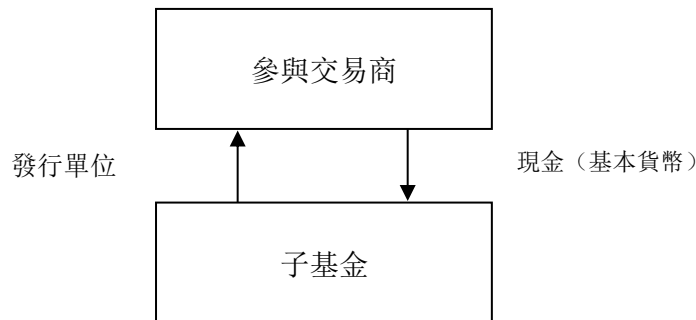 參與交易商
發行單位
現金（基本貨幣）
子基金